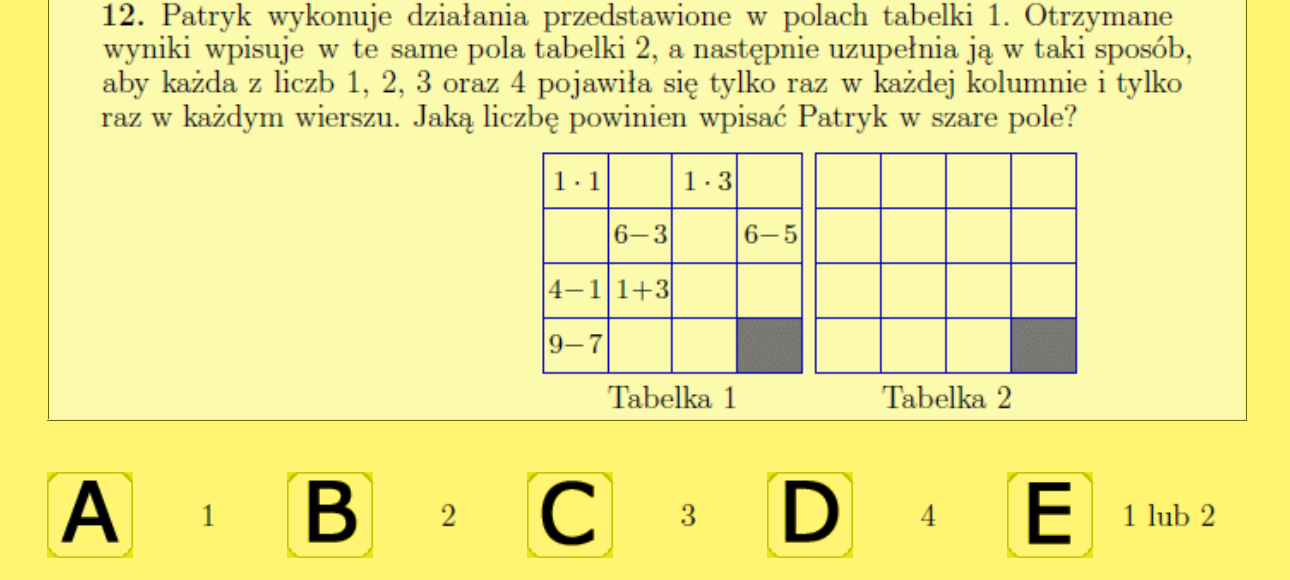 12. Patryk wykonuje działania przedstawione w polach tabelki 1. Otrzymane
wyniki wpisuje w te same pola tabelki 2, a następnie uzupełnia ją w taki sposób,
aby każda z liczb 1, 2, 3 oraz 4 pojawiła się tylko raz w każdej kolumnie i tylko
raz w każdym wierszu. Jaką liczbę powinien wpisać Patryk w szare pole?
1 · 1 1 · 3
6−3 6−5
4−1 1+3
9−7
Tabelka 1 Tabelka 2
A 1 B 2 C 3 D 4 E 1 lub 2